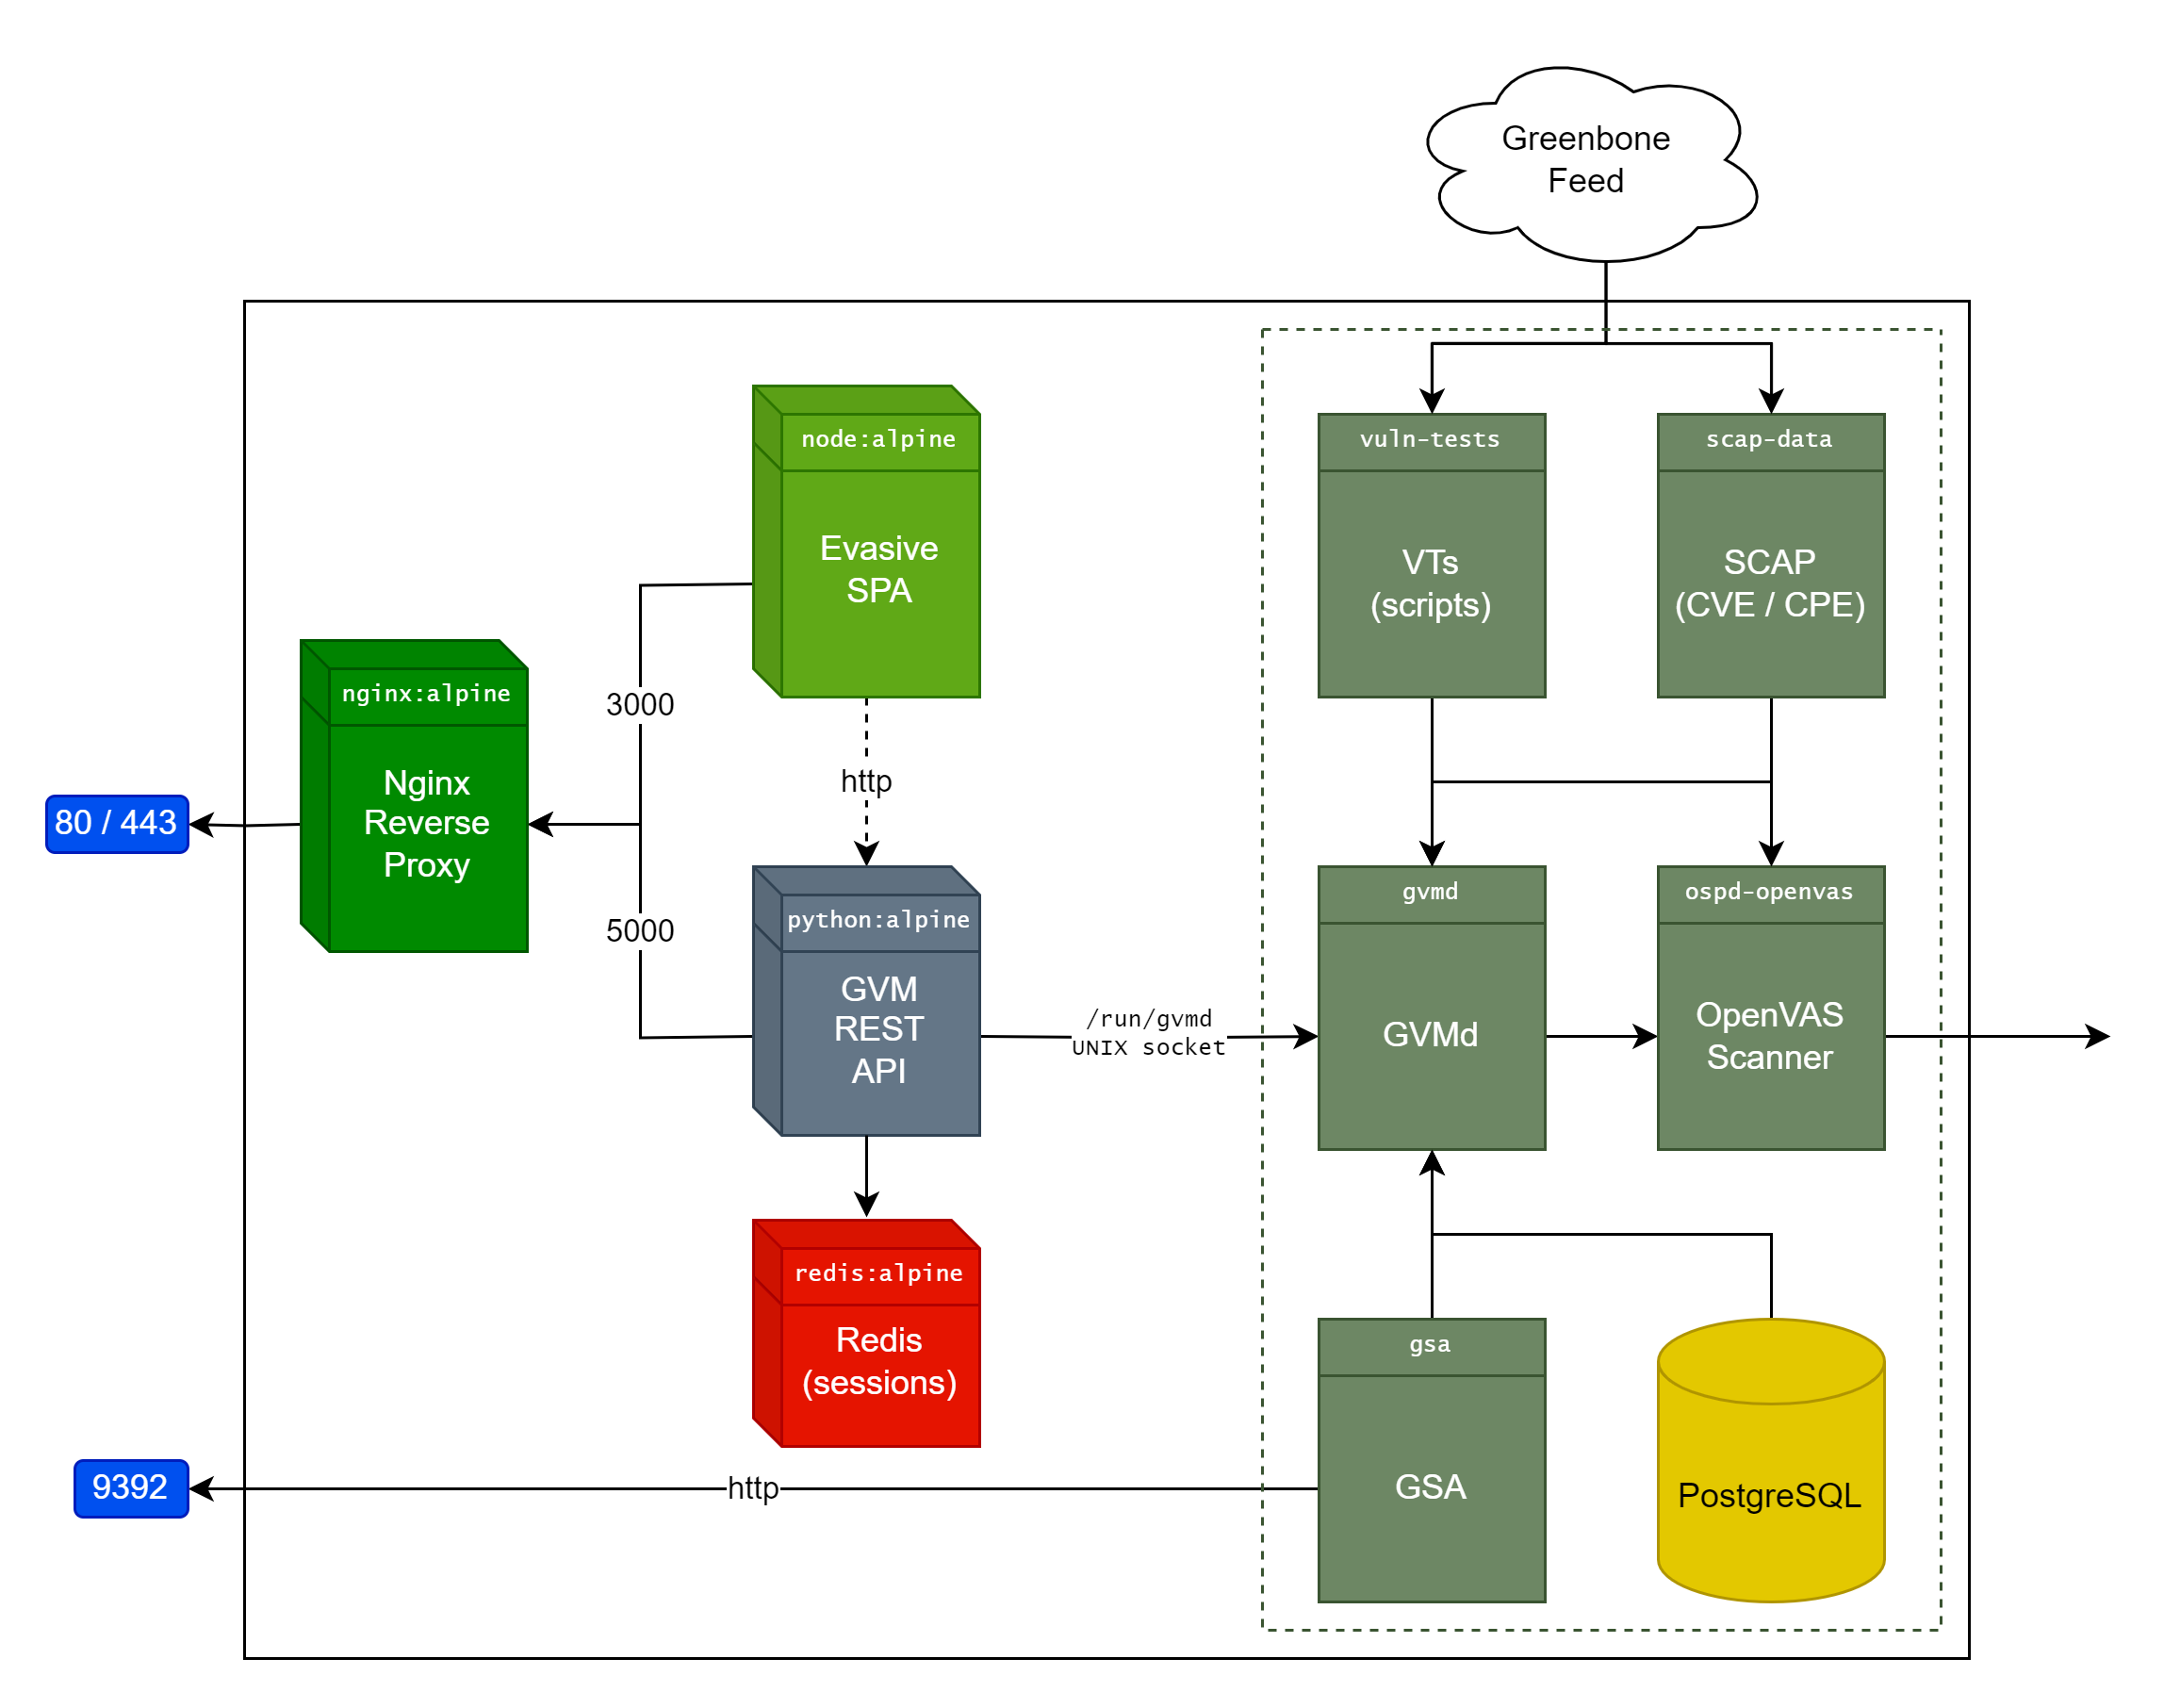 Greenbone
Feed
node:alpine
Evasive
SPA
vuln-tests
VTs
(scripts)
scap-data
SCAP
(CVE / CPE)
nginx:alpine
Nginx
Reverse
Proxy
3000
http
80 / 443
5000
python:alpine
GVM
REST
API
/run/gvmd
UNIX socket
gvmd
GVMd
ospd-openvas
OpenVAS
Scanner
redis:alpine
Redis
(sessions)
gsa
GSA
PostgreSQL
9392
http